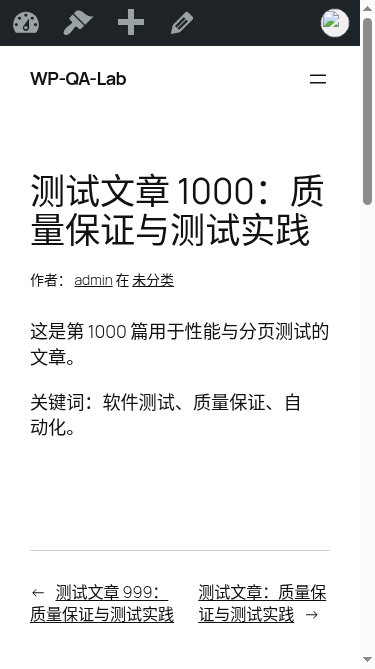 WP-QA-Lab
测试文章 1000：质
量保证与测试实践
作者： admin 在 未分类
这是第 1000 篇用于性能与分页测试的
文章。
关键词：软件测试、质量保证、自
动化。
← 测试文章 999：
质量保证与测试实践
测试文章：质量保
证与测试实践 →